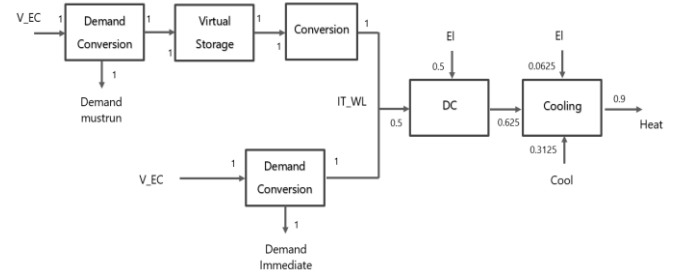 V_EC
1
Demand
Conversion
1
1
Virtual
Storage
1
1
Conversion
1
1
Demand
mustrun
IT_WL
0.5
El
0.5
DC
0.625
El
0.0625
Cooling
0.9
Heat
0.3125
Cool
V_EC
1
Demand
Conversion
1
1
Demand
Immediate